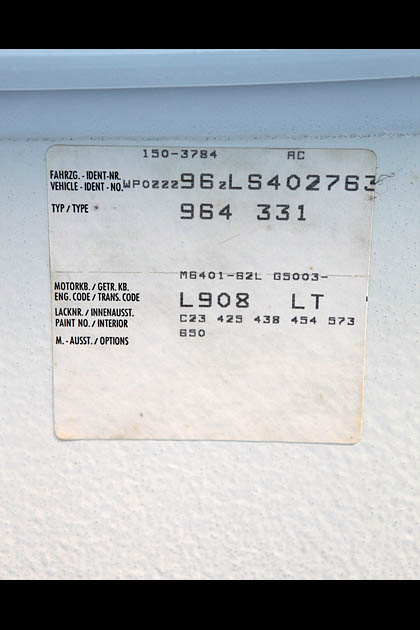 150-3784 AC
FAHRZG. - IDENT-NR.
VEHICLE - IDENT - NO. WP0ZZZ96ZLS402763
TYP / TYPE 964 331
M6401-62L G5003-
MOTORKB. / GETR. KB.
ENG. CODE / TRANS. CODE
L908 LT
LACKNR. / INNENAUSST.
PAINT NO. / INTERIOR
C23 425 438 454 573
M. - AUSST. / OPTIONS
650